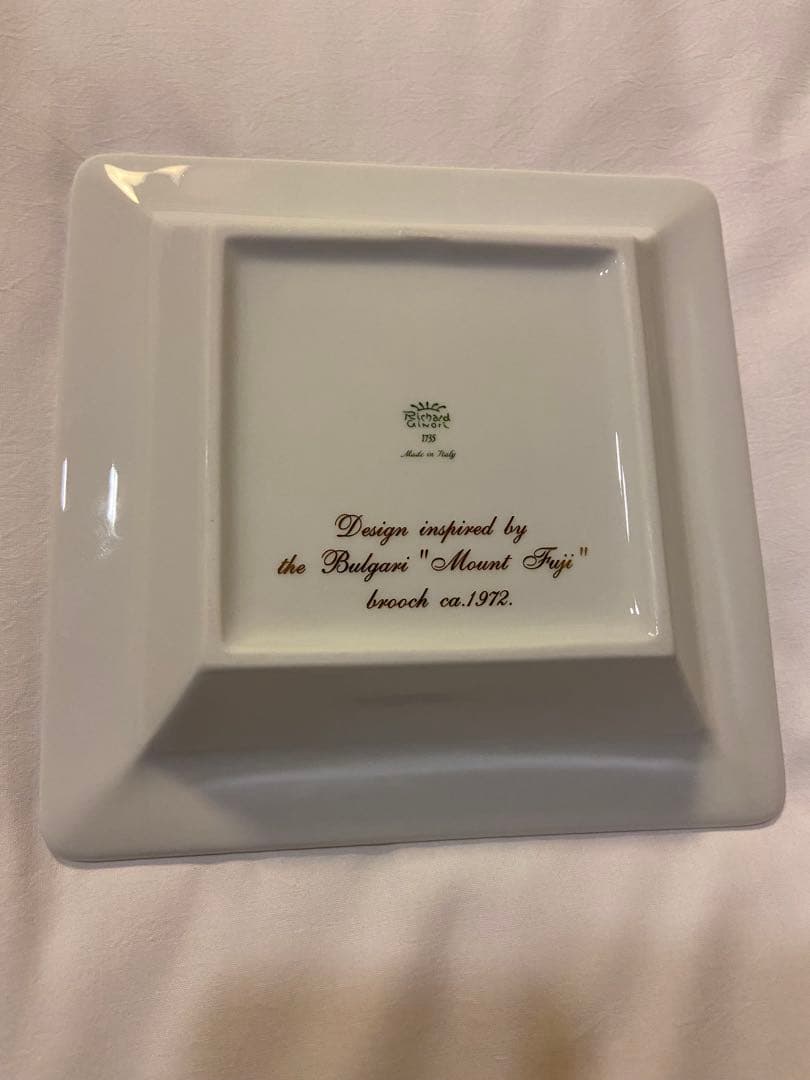 Richard
Ginori
1735
Made in Italy
Design inspired by
the Bulgari "Mount Fuji"
brooch ca.1972.